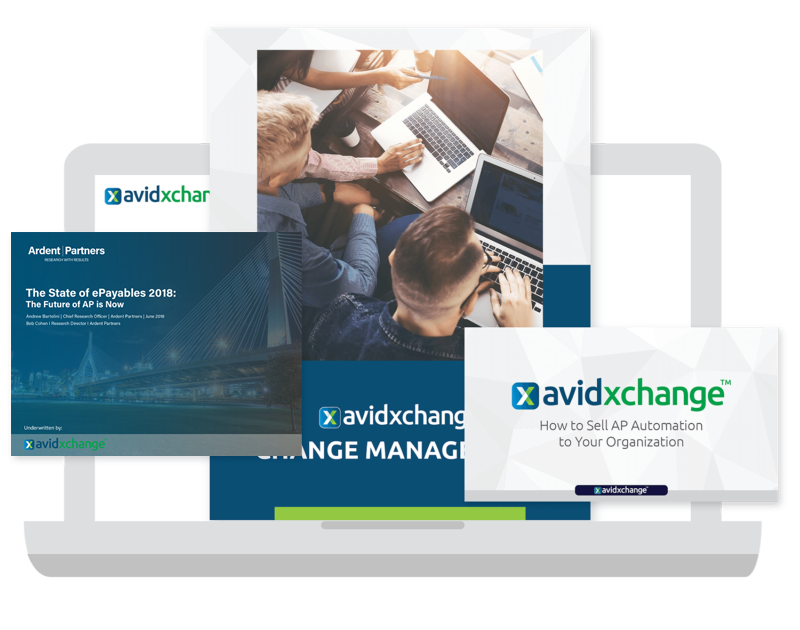 avidxchan
Ardent | Partners
RESEARCH WITH RESULTS
The State of ePayables 2018:
The Future of AP is Now
Andrew Bartolini | Chief Research Officer | Ardent Partners | June 2018
Bob Cohen | Research Director | Ardent Partners
Underwritten by:
avidxchange
avidxchang
CHANGE MANAGE
avidxchange™
How to Sell AP Automation
to Your Organization
avidxchange